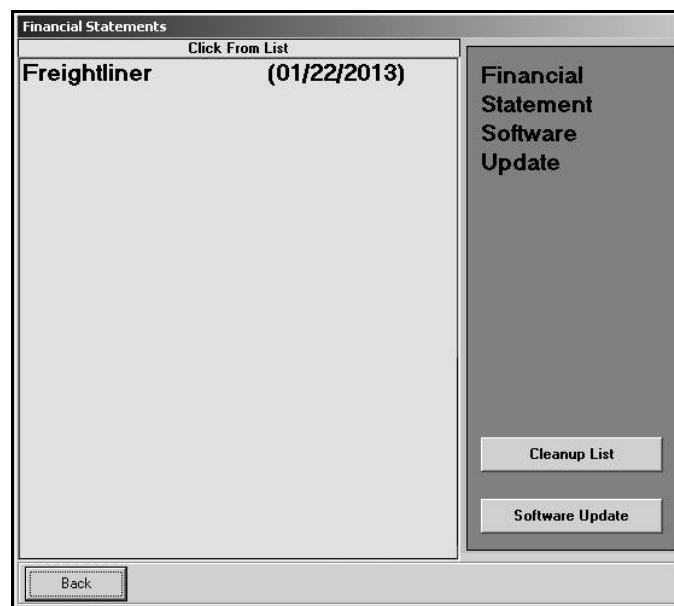 Financial Statements
Click From List
Freightliner (01/22/2013)
Financial
Statement
Software
Update
Cleanup List
Software Update
Back